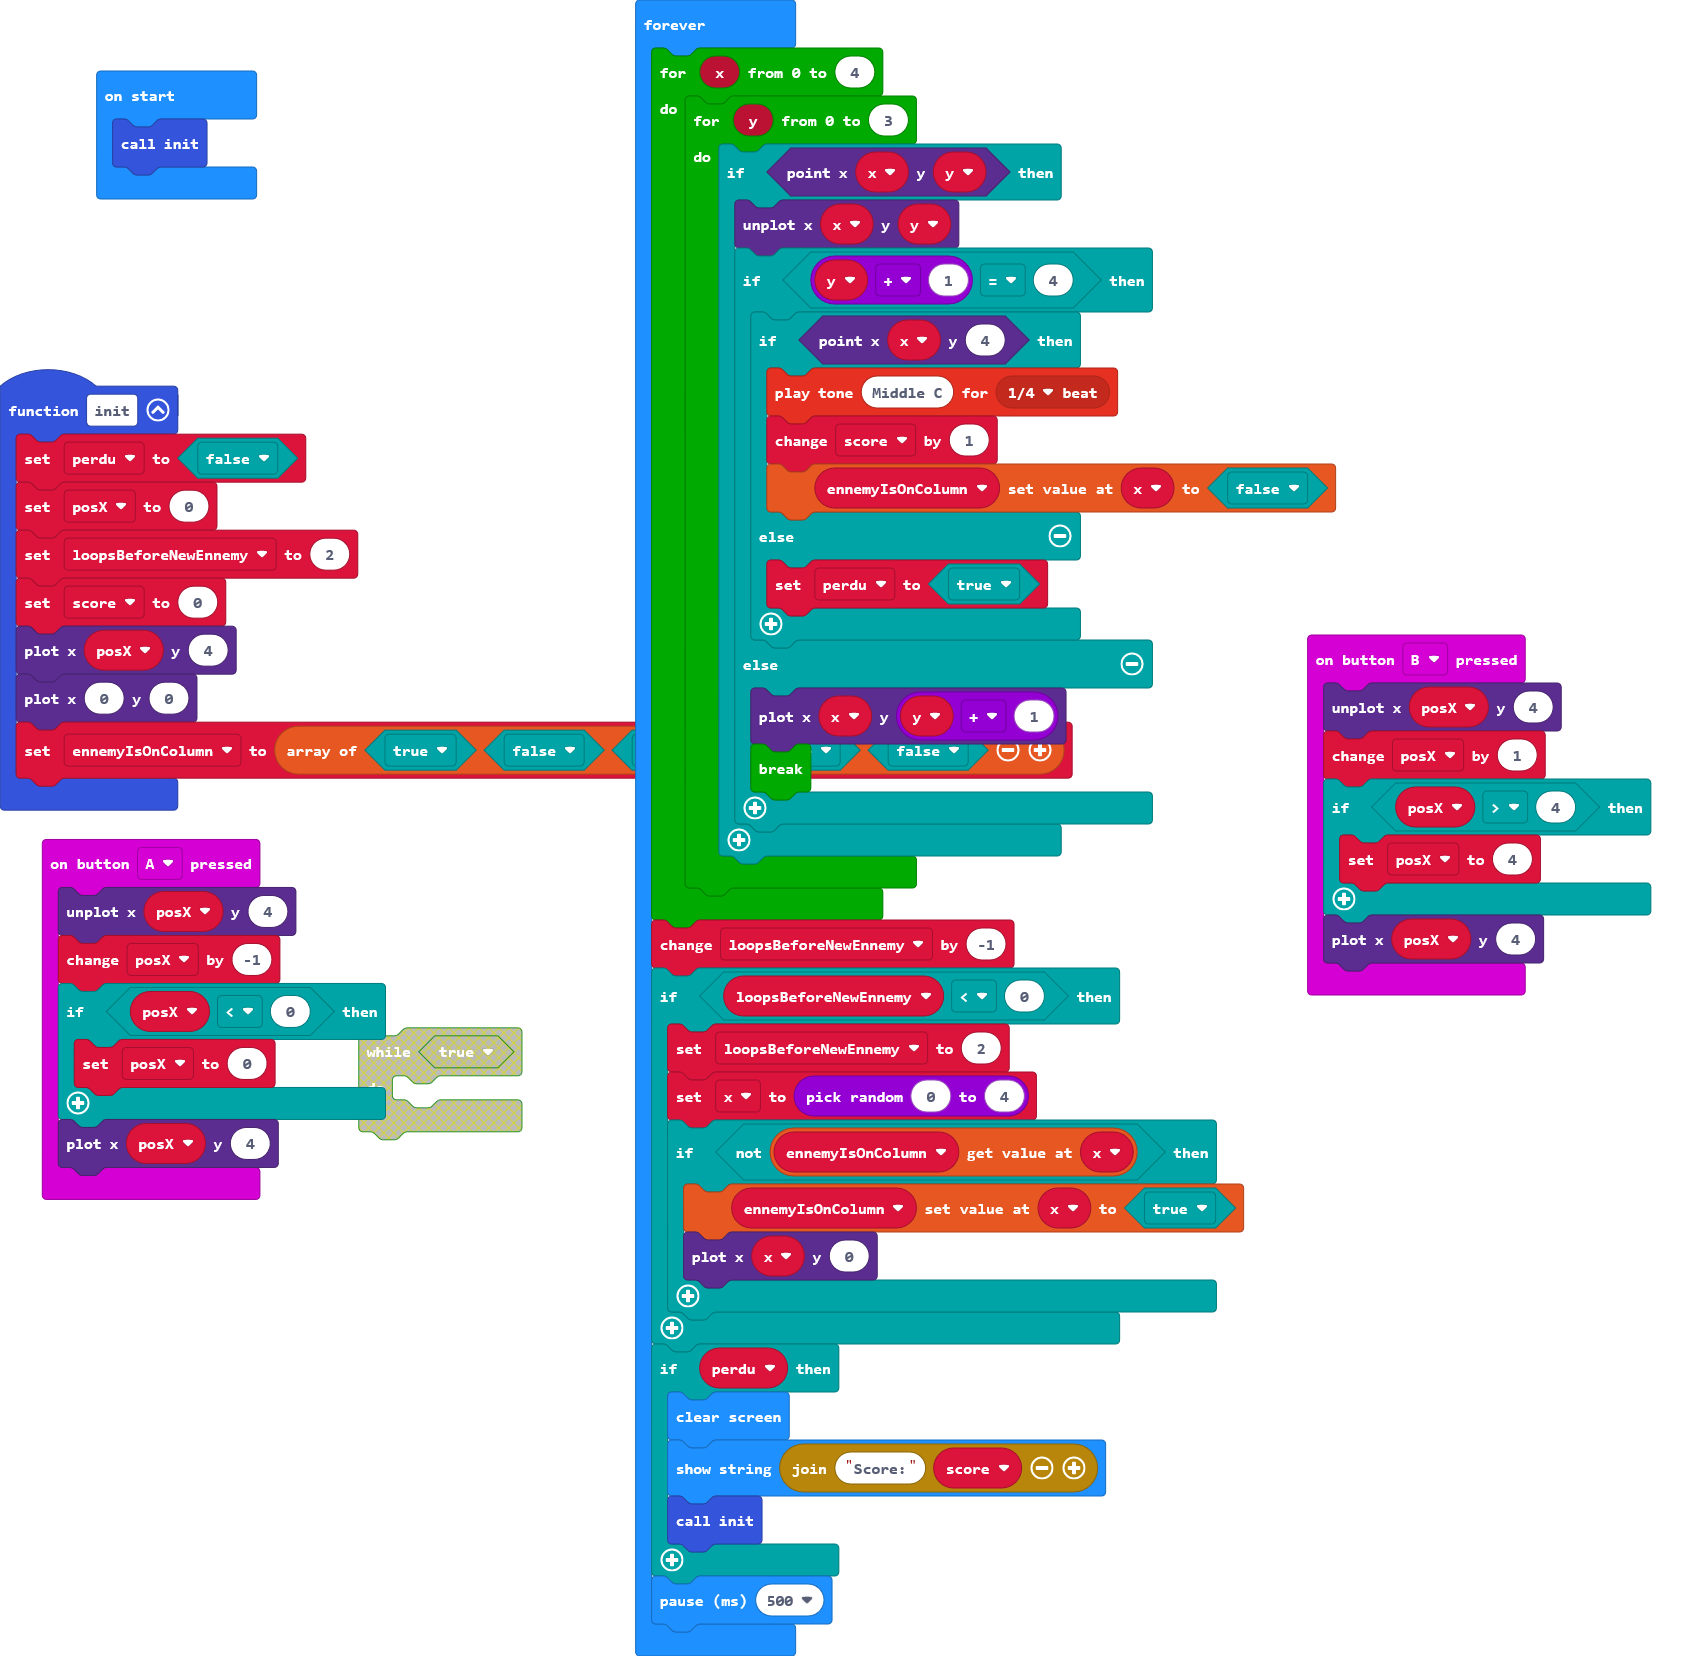 on start
call init
function init
set perdu to false
set posX to 0
set loopsBeforeNewEnnemy to 2
set score to 0
plot x posX y 4
plot x 0 y 0
set ennemyIsOnColumn to array of true false false
on button A pressed
unplot x posX y 4
change posX by -1
if posX < 0 then
set posX to 0
plot x posX y 4
while true
forever
for x from 0 to 4
do
for y from 0 to 3
do
if point x x y y then
unplot x x y y
if y + 1 = 4 then
if point x x y 4 then
play tone Middle C for 1/4 beat
change score by 1
ennemyIsOnColumn set value at x to false
else
set perdu to true
else
plot x x y y + 1
break
change loopsBeforeNewEnnemy by -1
if loopsBeforeNewEnnemy < 0 then
set loopsBeforeNewEnnemy to 2
set x to pick random 0 to 4
if not ennemyIsOnColumn get value at x then
ennemyIsOnColumn set value at x to true
plot x x y 0
if perdu then
clear screen
show string join "Score:" score
call init
pause (ms) 500
on button B pressed
unplot x posX y 4
change posX by 1
if posX > 4 then
set posX to 4
plot x posX y 4